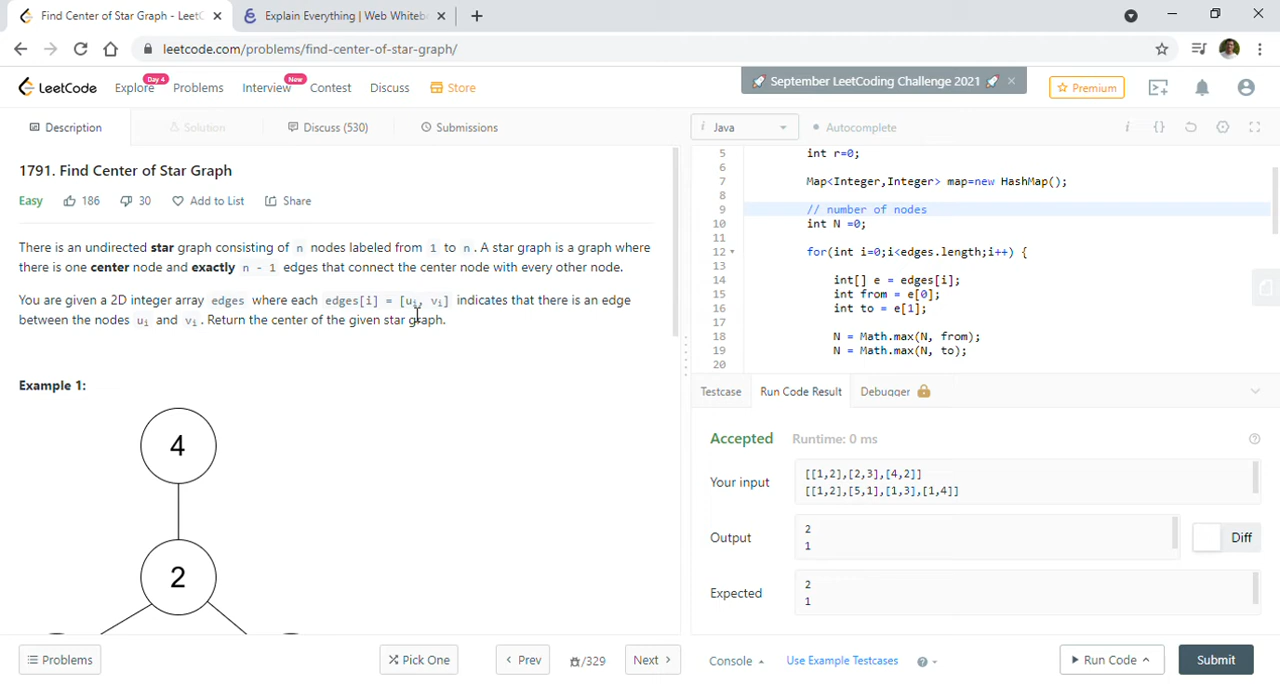 Find Center of Star Graph - LeetC
Explain Everything | Web Whiteb
leetcode.com/problems/find-center-of-star-graph/
LeetCode
Explore
Day 4
Problems
Interview
New
Contest
Discuss
Store
🚀 September LeetCoding Challenge 2021 🚀 ×
Premium
Description
Solution
Discuss (530)
Submissions
i Java
Autocomplete
1791. Find Center of Star Graph
Easy 186 30 Add to List Share
There is an undirected star graph consisting of n nodes labeled from 1 to n. A star graph is a graph where
there is one center node and exactly n - 1 edges that connect the center node with every other node.
You are given a 2D integer array edges where each edges[i] = [ui, vi] indicates that there is an edge
between the nodes ui and vi. Return the center of the given star graph.
Example 1:
4
2
5 int r=0;
6
7 Map<Integer,Integer> map=new HashMap();
8
9 // number of nodes
10 int N =0;
11
12 for(int i=0;i<edges.length;i++) {
13
14 int[] e = edges[i];
15 int from = e[0];
16 int to = e[1];
17
18 N = Math.max(N, from);
19 N = Math.max(N, to);
20
Testcase Run Code Result Debugger
Accepted Runtime: 0 ms
Your input
[[1,2],[2,3],[4,2]]
[[1,2],[5,1],[1,3],[1,4]]
Output
2
1
Diff
Expected
2
1
Problems
Pick One
Prev
/329
Next
Console
Use Example Testcases
Run Code
Submit